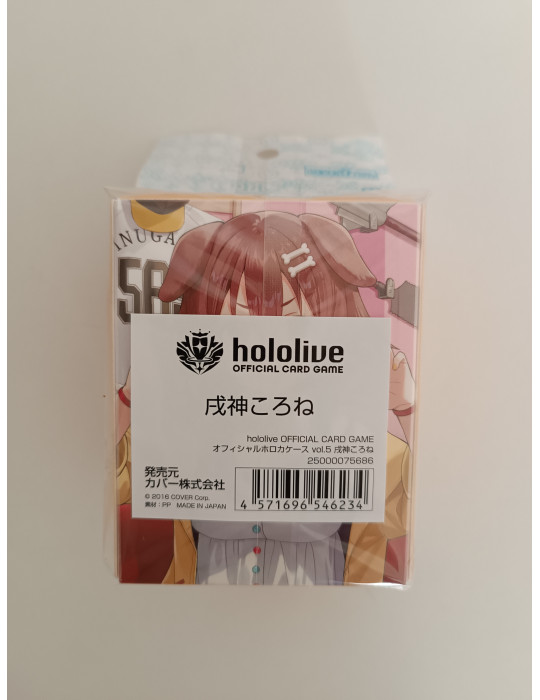 INUGA
56
hololive
OFFICIAL CARD GAME
戌神ころね
hololive OFFICIAL CARD GAME
オフィシャルホロカケース vol.5 戌神ころね
25000075686
発売元
カバー株式会社
© 2016 COVER Corp.
素材：PP MADE IN JAPAN
4 571696 546234